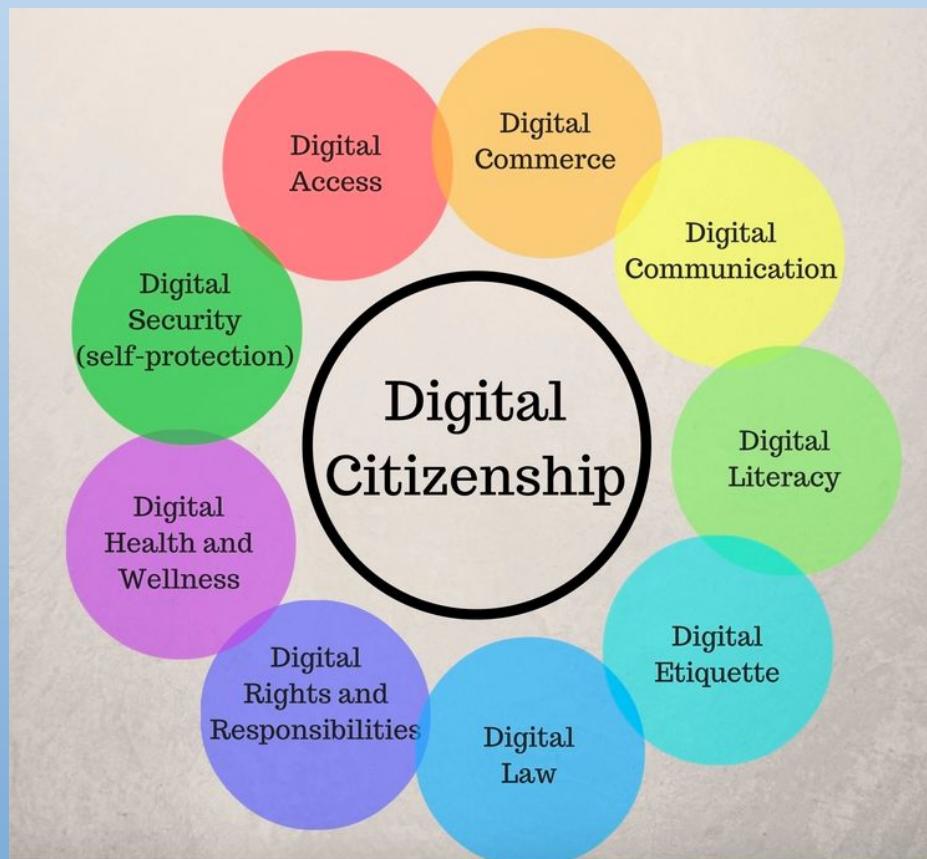 Digital
Access
Digital
Commerce
Digital
Communication
Digital
Literacy
Digital
Etiquette
Digital
Law
Digital
Rights and
Responsibilities
Digital
Health and
Wellness
Digital
Security
(self-protection)
Digital
Citizenship